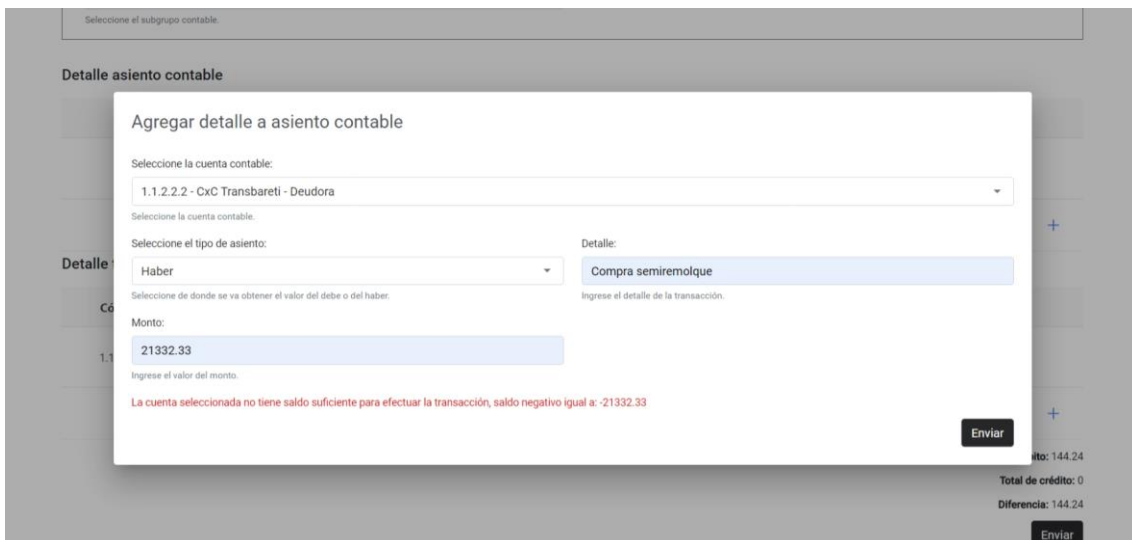 Seleccione el subgrupo contable.
Detalle asiento contable
Agregar detalle a asiento contable
Seleccione la cuenta contable:
1.1.2.2.2 - CxC Transbareti - Deudora
Seleccione la cuenta contable.
Seleccione el tipo de asiento:
Detalle:
Haber
Compra semiremolque
Seleccione de donde se va obtener el valor del debe o del haber.
Ingrese el detalle de la transacción.
Detalle
Monto:
21332.33
Ingrese el valor del monto.
La cuenta seleccionada no tiene saldo suficiente para efectuar la transacción, saldo negativo igual a: -21332.33
Enviar
144.24
Total de crédito: 0
Diferencia: 144.24
Enviar